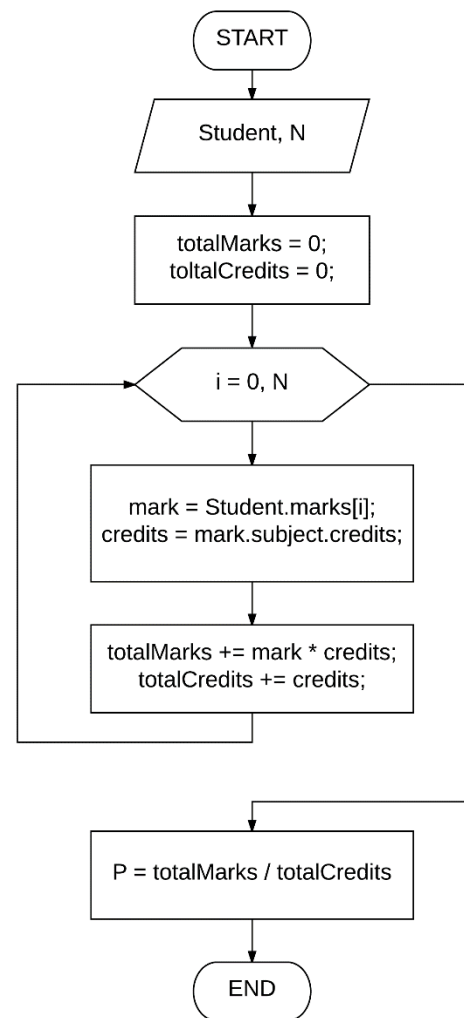 START
Student, N
totalMarks = 0;
toltalCredits = 0;
i = 0, N
mark = Student.marks[i];
credits = mark.subject.credits;
totalMarks += mark * credits;
totalCredits += credits;
P = totalMarks / totalCredits
END